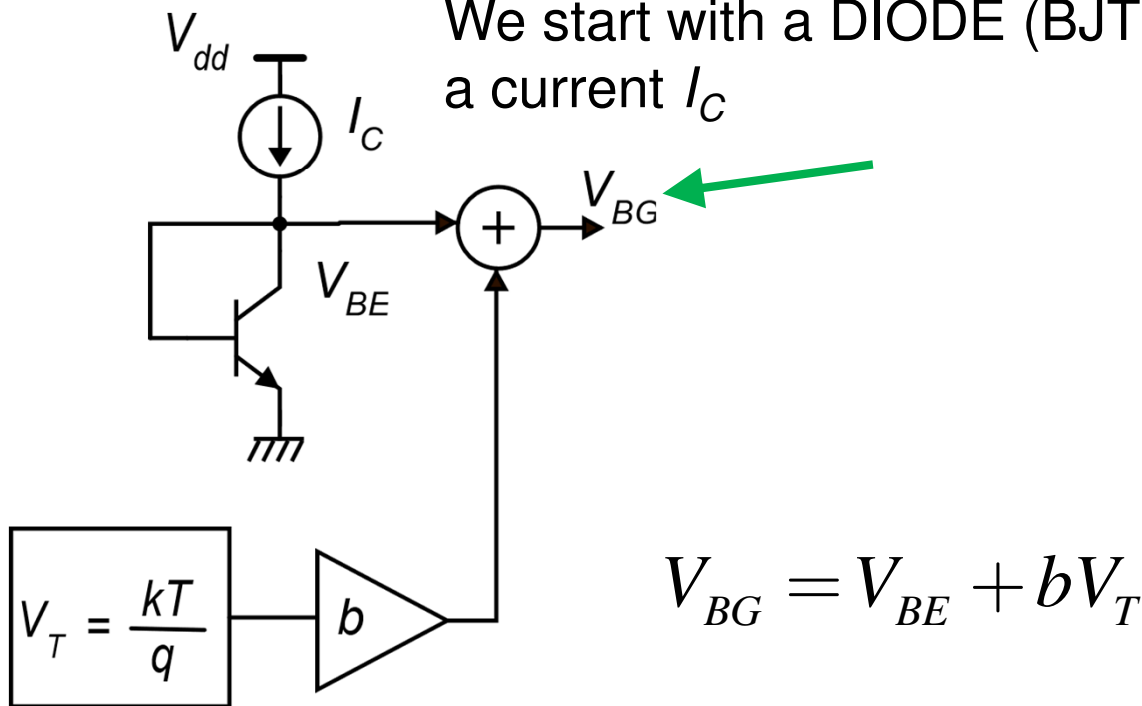 We start with a DIODE (BJT
a current I_C
V_dd
I_C
V_BG
+
V_BE
V_T = kT/q
b
V_BG = V_BE + bV_T